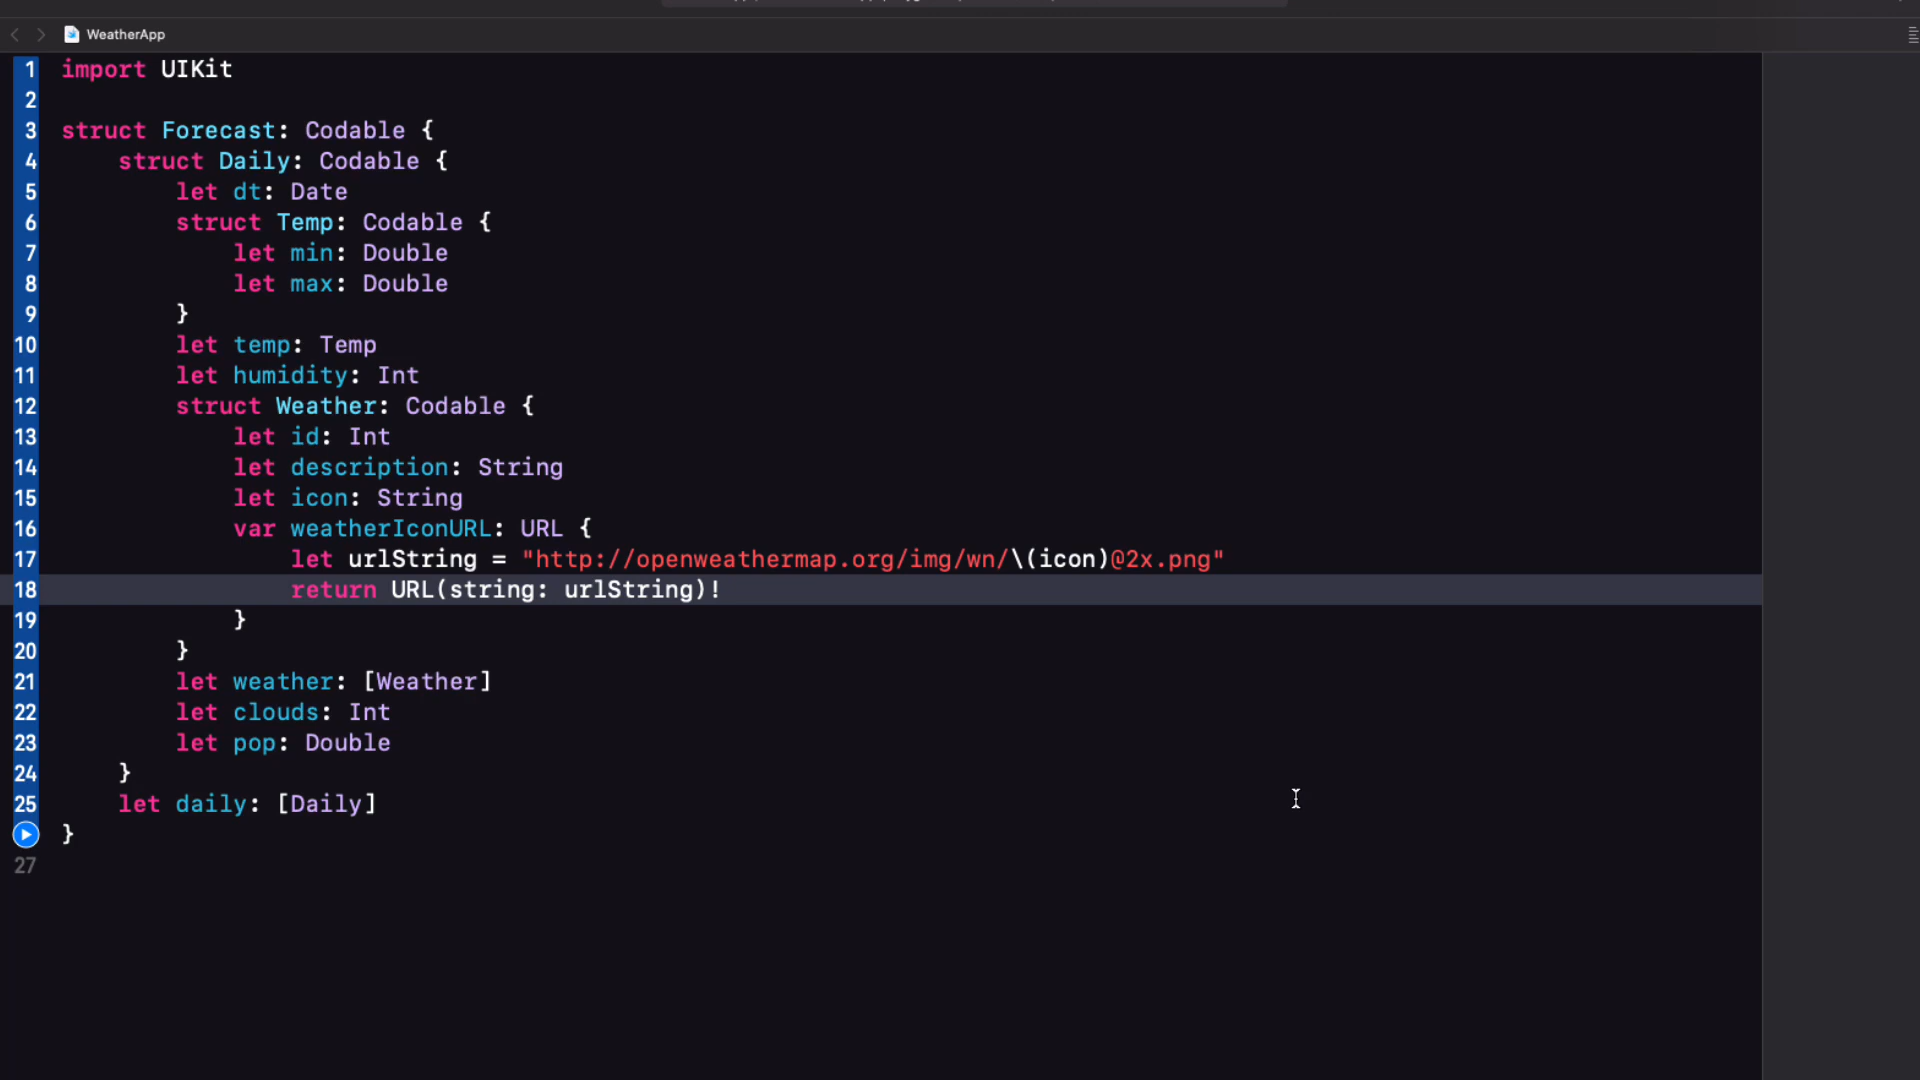 WeatherApp
1 import UIKit
2
3 struct Forecast: Codable {
4     struct Daily: Codable {
5         let dt: Date
6         struct Temp: Codable {
7             let min: Double
8             let max: Double
9         }
10         let temp: Temp
11         let humidity: Int
12         struct Weather: Codable {
13             let id: Int
14             let description: String
15             let icon: String
16             var weatherIconURL: URL {
17                 let urlString = "http://openweathermap.org/img/wn/\(icon)@2x.png"
18                 return URL(string: urlString)!
19             }
20         }
21         let weather: [Weather]
22         let clouds: Int
23         let pop: Double
24     }
25     let daily: [Daily]
}
27